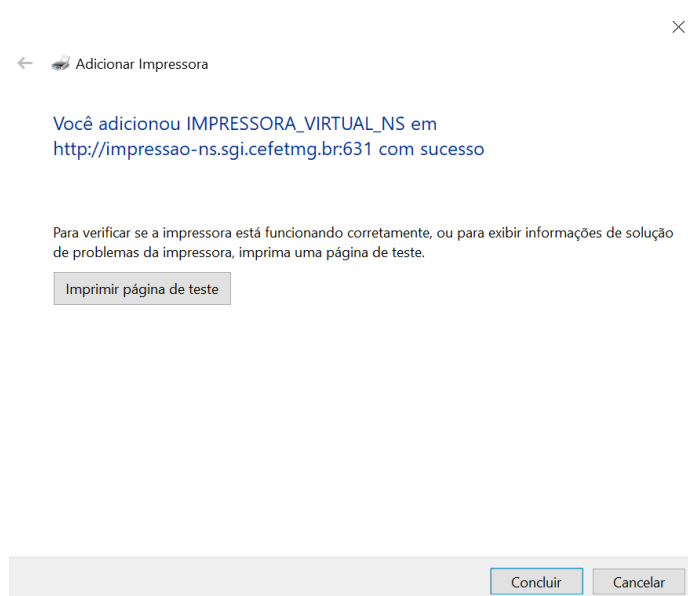 Adicionar Impressora
Você adicionou IMPRESSORA_VIRTUAL_NS em
http://impressao-ns.sgi.cefetmg.br:631 com sucesso
Para verificar se a impressora está funcionando corretamente, ou para exibir informações de solução
de problemas da impressora, imprima uma página de teste.
Imprimir página de teste
Concluir
Cancelar